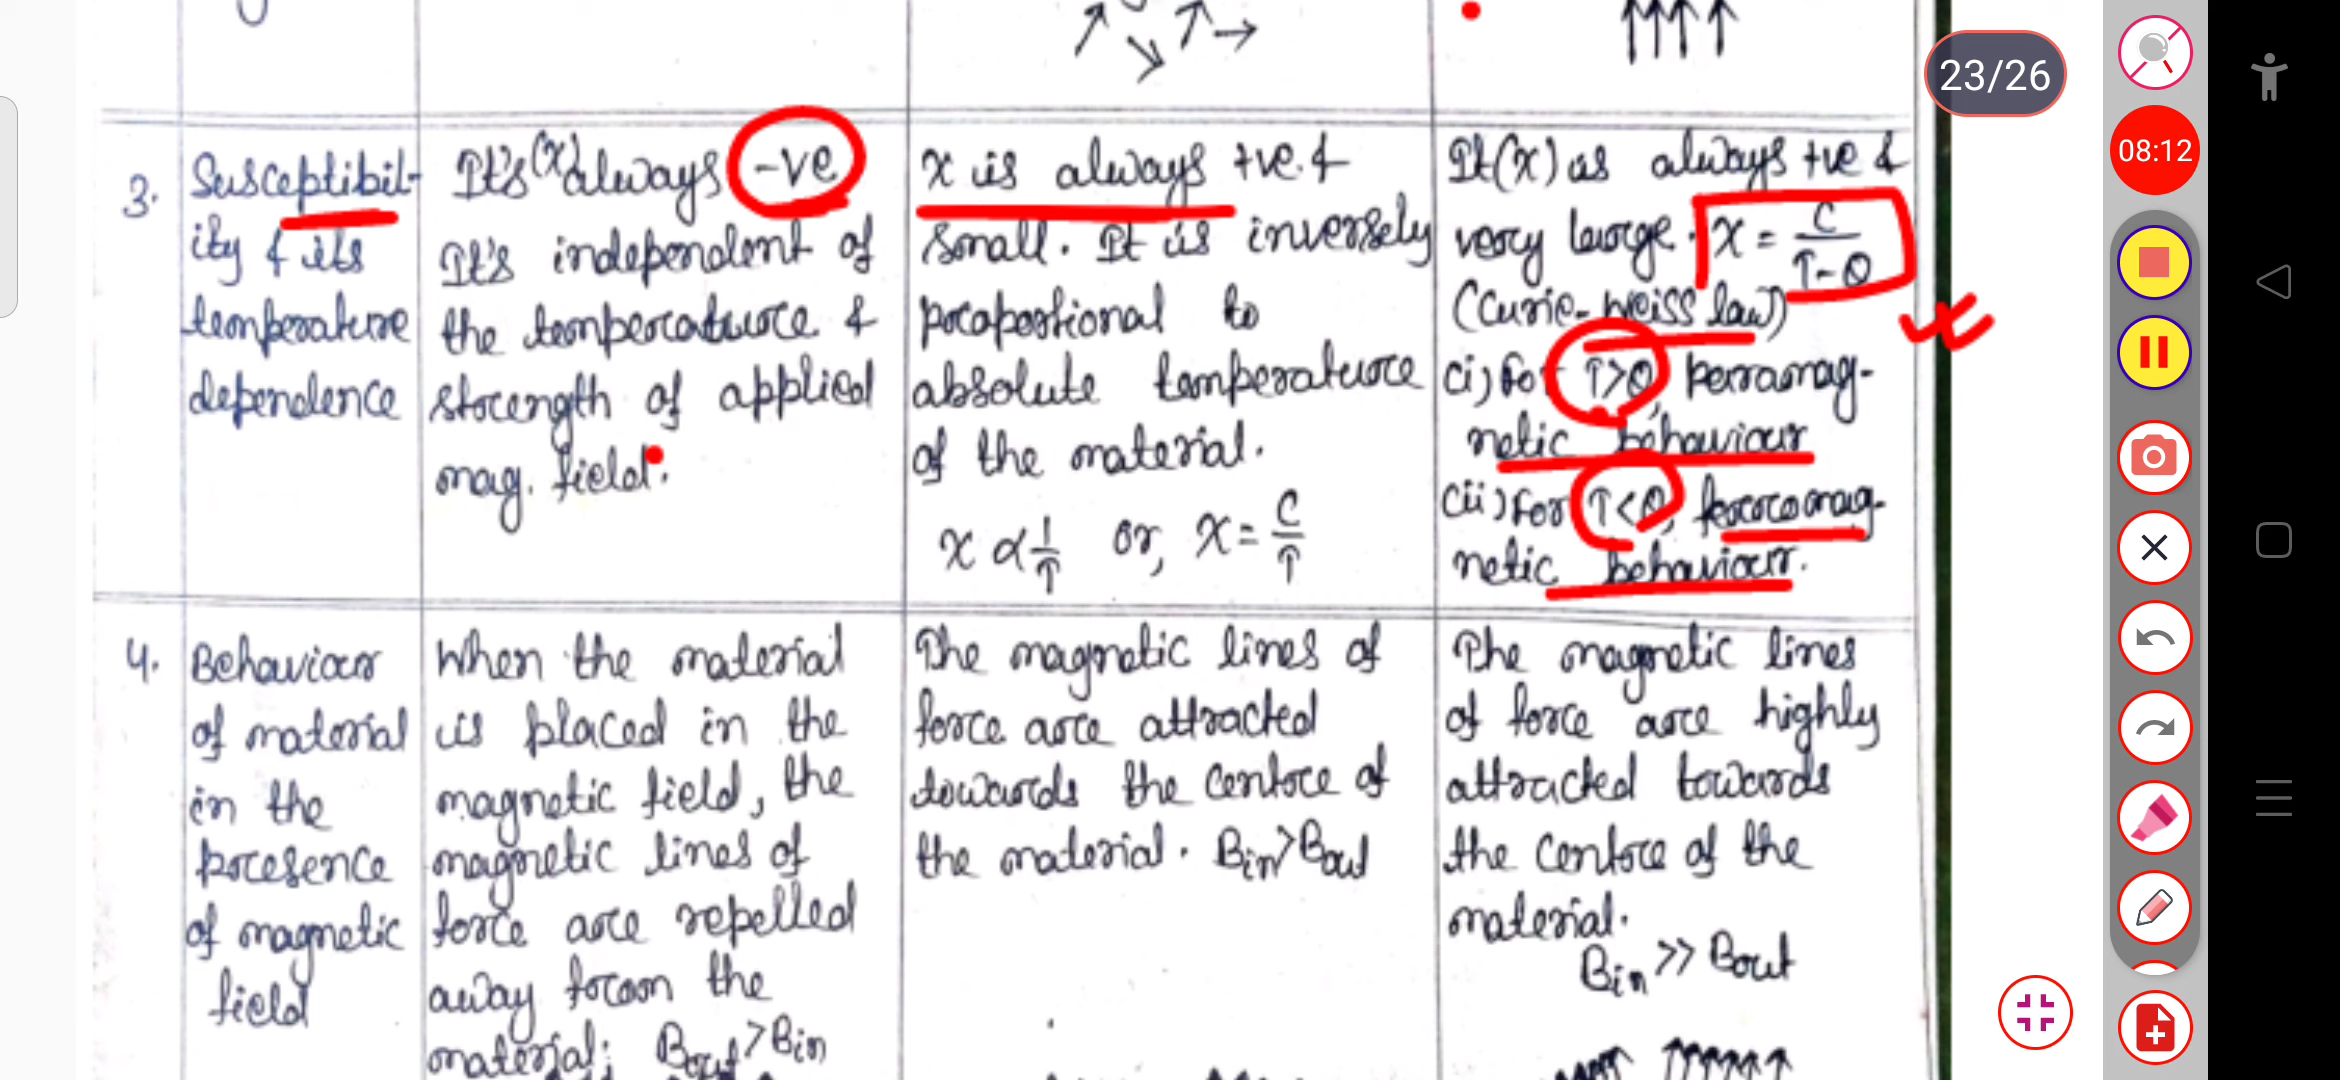 23/26
08:12
3.
Susceptibil-
ity & its
temperature
dependence
It's (χ) always -ve
It's independent of
the temperature &
strength of applied
mag. field.
χ is always +ve. &
small. It is inversely
propostional to
absolute temperature
of the material.
χ ∝ 1/T or, χ = C/T
It (χ) is always +ve &
very large. χ = C/T-θ
(Curie-Weiss law)
(i) for T>θ, paramag-
netic behaviour
(ii) for T<θ, ferromag-
netic behaviour.
4.
Behaviour
of material
in the
presence
of magnetic
field
When the material
is placed in the
magnetic field, the
magnetic lines of
force are repelled
away from the
material; Bout > Bin
The magnetic lines of
force are attracted
towards the centre of
the material. Bin > Bout
The magnetic lines
of force are highly
attracted towards
the centre of the
material.
Bin >> Bout